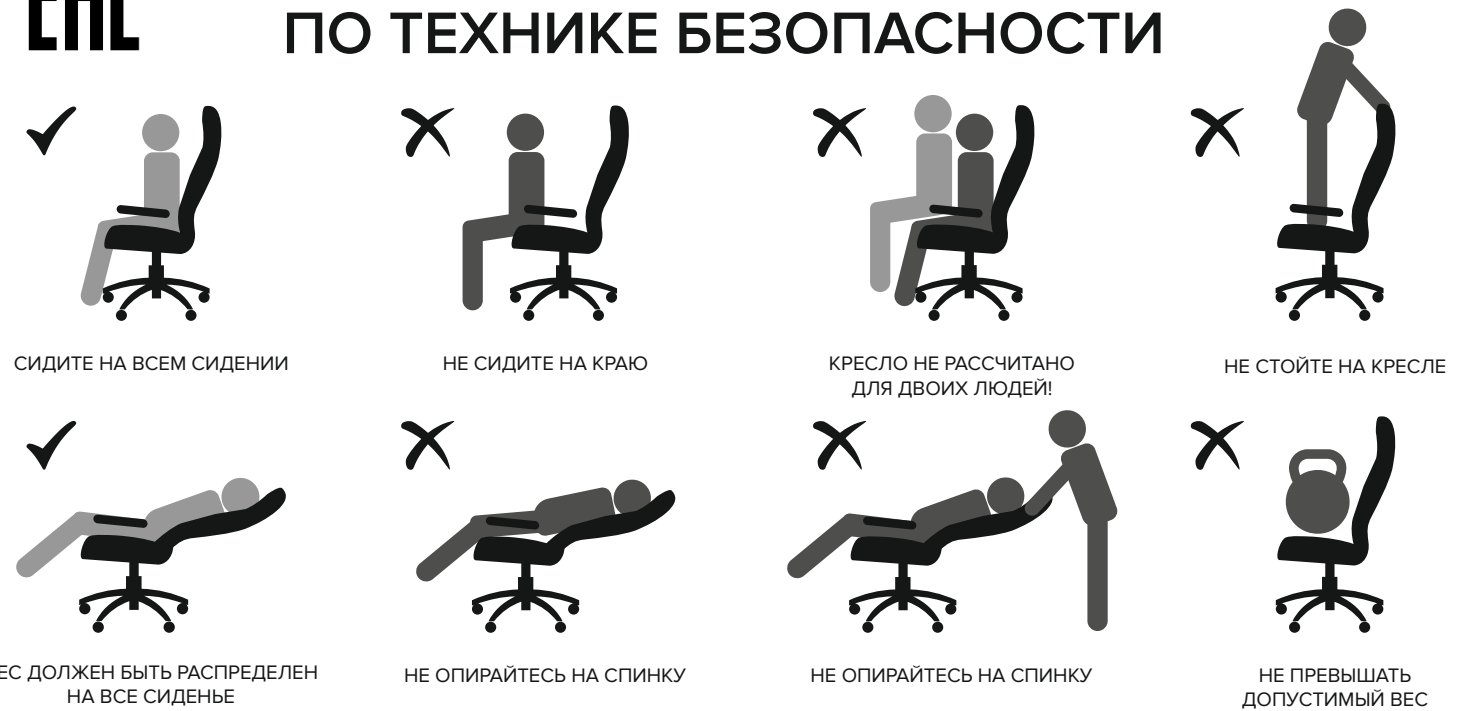 ПО ТЕХНИКЕ БЕЗОПАСНОСТИ
СИДИТЕ НА ВСЕМ СИДЕНИИ
НЕ СИДИТЕ НА КРАЮ
КРЕСЛО НЕ РАССЧИТАНО
ДЛЯ ДВОИХ ЛЮДЕЙ!
НЕ СТОЙТЕ НА КРЕСЛЕ
ЕС ДОЛЖЕН БЫТЬ РАСПРЕДЕЛЕН
НА ВСЕ СИДЕНЬЕ
НЕ ОПИРАЙТЕСЬ НА СПИНКУ
НЕ ОПИРАЙТЕСЬ НА СПИНКУ
НЕ ПРЕВЫШАТЬ
ДОПУСТИМЫЙ ВЕС